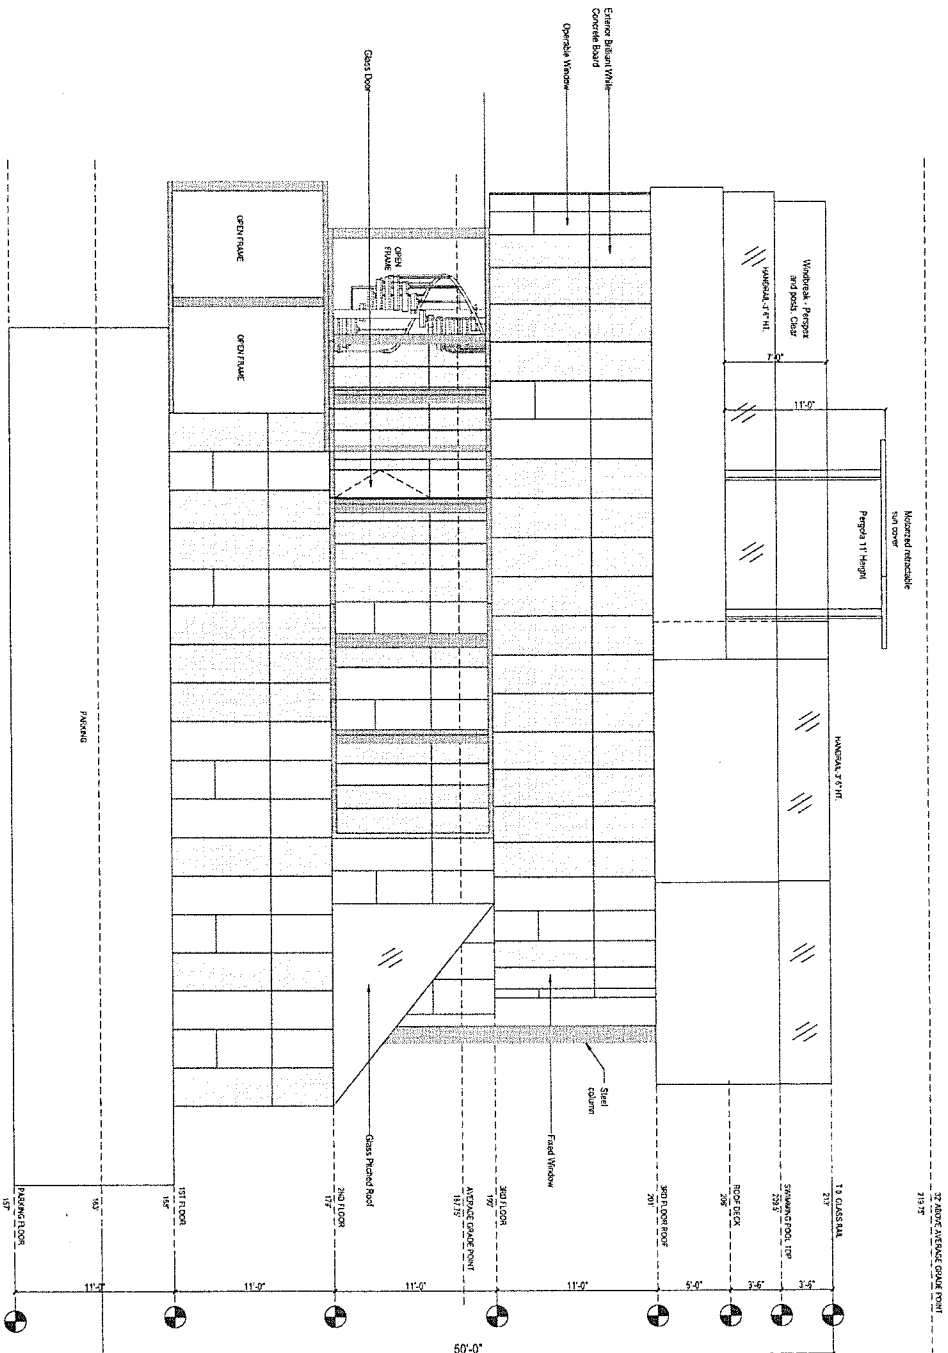 32' ABOVE AVERAGE GRADE POINT
219.75'
Motorized retractable
sun cover
Pergola 11' Height
11'-0"
Windbreak - Perspex
and posts. Clear
7'-0"
HANDRAIL 3' 6" HT.
HANDRAIL 3' 6" HT.
T.O. GLASS RAIL
213'
SWIMMING POOL TOP
209.5'
ROOF DECK
206'
3RD FLOOR ROOF
201'
Exterior Brilliant White
Concrete Board
Operable Window
Steel
column
Fixed Window
3RD FLOOR
190'
AVERAGE GRADE POINT
187.75'
Glass Door
OPEN
FRAME
Glass Pitched Roof
2ND FLOOR
179'
OPEN FRAME
OPEN FRAME
1ST FLOOR
168'
PARKING
163'
PARKING FLOOR
157'
3'-6"
3'-6"
5'-0"
11'-0"
11'-0"
11'-0"
11'-0"
50'-0"